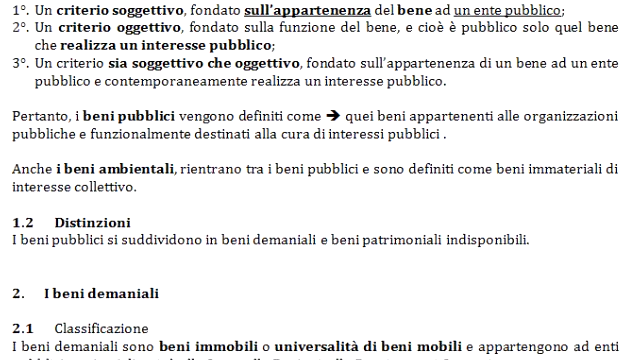 1°. Un criterio soggettivo, fondato sull'appartenenza del bene ad un ente pubblico;
2°. Un criterio oggettivo, fondato sulla funzione del bene, e cioè è pubblico solo quel bene
che realizza un interesse pubblico;
3°. Un criterio sia soggettivo che oggettivo, fondato sull'appartenenza di un bene ad un ente
pubblico e contemporaneamente realizza un interesse pubblico.
Pertanto, i beni pubblici vengono definiti come ➔ quei beni appartenenti alle organizzazioni
pubbliche e funzionalmente destinati alla cura di interessi pubblici .
Anche i beni ambientali, rientrano tra i beni pubblici e sono definiti come beni immateriali di
interesse collettivo.
1.2 Distinzioni
I beni pubblici si suddividono in beni demaniali e beni patrimoniali indisponibili.
2. I beni demaniali
2.1 Classificazione
I beni demaniali sono beni immobili o universalità di beni mobili e appartengono ad enti